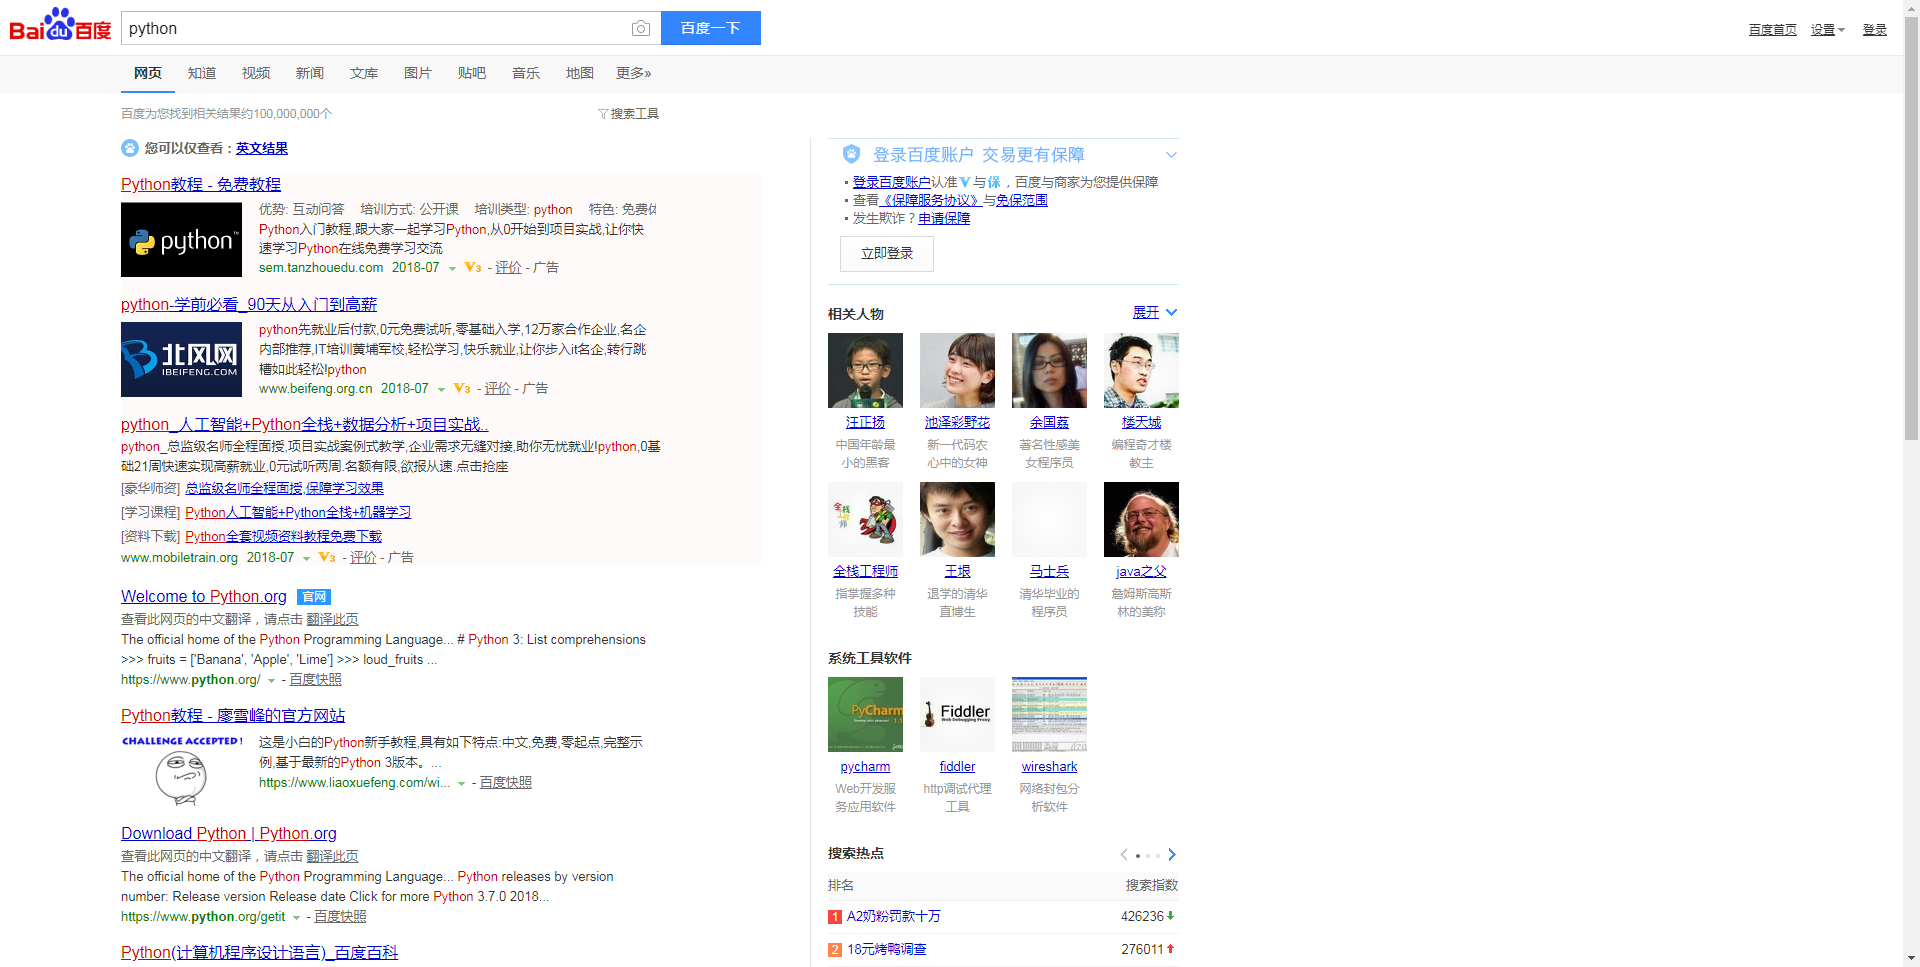 Bai du 百度
python
百度一下
百度首页 设置 登录
网页 知道 视频 新闻 文库 图片 贴吧 音乐 地图 更多»
百度为您找到相关结果约100,000,000个
搜索工具
您可以仅查看：英文结果
Python教程 - 免费教程
python™
优势: 互动问答 培训方式: 公开课 培训类型: python 特色: 免费
Python入门教程,跟大家一起学习Python,从0开始到项目实战,让你快
速学习Python在线免费学习交流
sem.tanzhouedu.com 2018-07 V3 - 评价 - 广告
python-学前必看_90天从入门到高薪
北风网
IBEIFENG.COM
python先就业后付款,0元免费试听,零基础入学,12万家合作企业,名企
内部推荐,IT培训黄埔军校,轻松学习,快乐就业,让你步入it名企,转行跳
槽如此轻松!python
www.beifeng.org.cn 2018-07 V3 - 评价 - 广告
python_人工智能+Python全栈+数据分析+项目实战..
python_总监级名师全程面授,项目实战案例式教学,企业需求无缝对接,助你无忧就业!python,0基
础21周快速实现高薪就业,0元试听两周.名额有限,欲报从速.点击抢座
[豪华师资] 总监级名师全程面授,保障学习效果
[学习课程] Python人工智能+Python全栈+机器学习
[资料下载] Python全套视频资料教程免费下载
www.mobiletrain.org 2018-07 V3 - 评价 - 广告
Welcome to Python.org 官网
查看此网页的中文翻译，请点击 翻译此页
The official home of the Python Programming Language... # Python 3: List comprehensions
>>> fruits = ['Banana', 'Apple', 'Lime'] >>> loud_fruits ...
https://www.python.org/ - 百度快照
Python教程 - 廖雪峰的官方网站
CHALLENGE ACCEPTED!
这是小白的Python新手教程,具有如下特点:中文,免费,零起点,完整示
例,基于最新的Python 3版本。...
https://www.liaoxuefeng.com/wi... - 百度快照
Download Python | Python.org
查看此网页的中文翻译，请点击 翻译此页
The official home of the Python Programming Language... Python releases by version
number: Release version Release date Click for more Python 3.7.0 2018...
https://www.python.org/getit - 百度快照
Python(计算机程序设计语言)_百度百科
登录百度账户 交易更有保障
登录百度账户认准V与保，百度与商家为您提供保障
查看《保障服务协议》与免保范围
发生欺诈？申请保障
立即登录
相关人物 展开
汪正扬 池泽彩野花 余国荔 楼天城
中国年龄最 新一代码农 著名性感美 编程奇才楼
小的黑客 心中的女神 女程序员 教主
全栈工程师 王垠 马士兵 java之父
指掌握多种 退学的清华 清华毕业的 詹姆斯高斯
技能 直博生 程序员 林的美称
系统工具软件
PyCharm
Fiddler
Web Debugging Proxy
pycharm fiddler wireshark
Web开发服 http调试代理 网络封包分
务应用软件 工具 析软件
搜索热点
排名 搜索指数
1 A2奶粉罚款十万 426236
2 18元烤鸭调查 276011